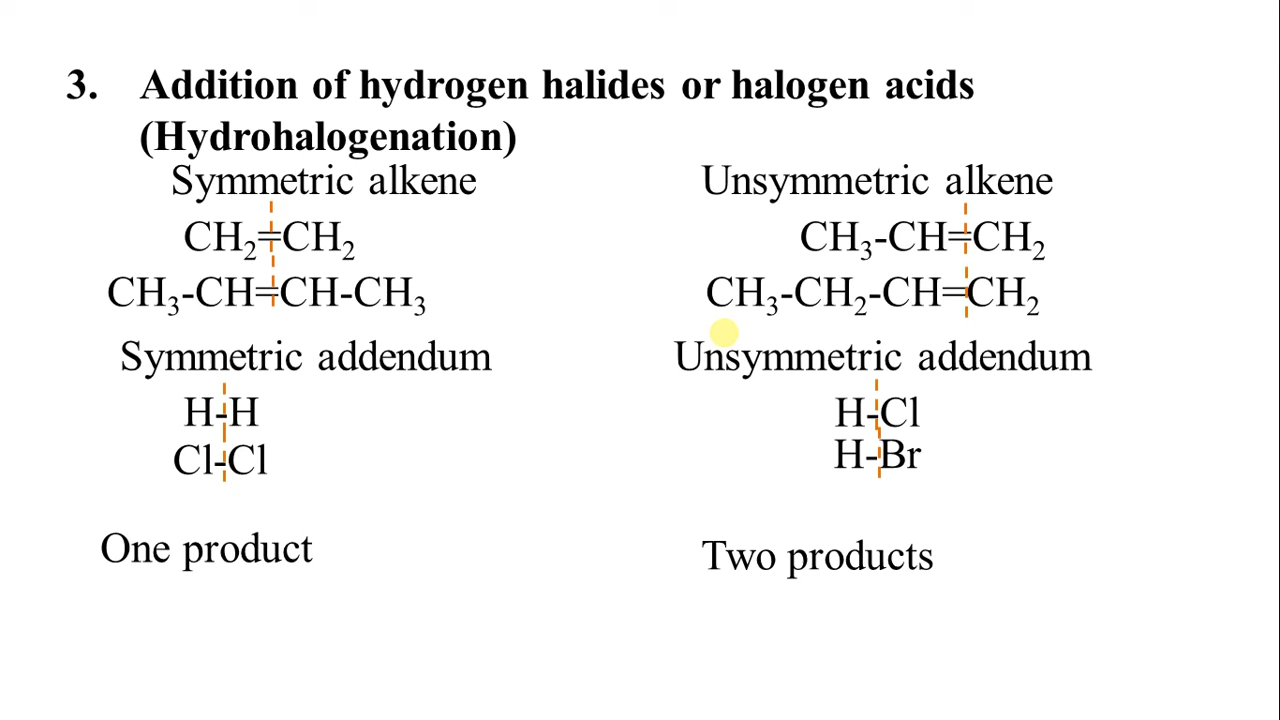 3. Addition of hydrogen halides or halogen acids
(Hydrohalogenation)
Symmetric alkene
CH₂=CH₂
CH₃-CH=CH-CH₃
Symmetric addendum
H-H
Cl-Cl
One product
Unsymmetric alkene
CH₃-CH=CH₂
CH₃-CH₂-CH=CH₂
Unsymmetric addendum
H-Cl
H-Br
Two products